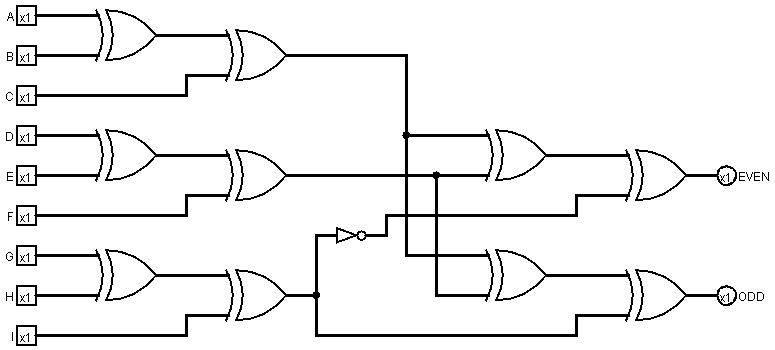 A x1
B x1
C x1
D x1
E x1
F x1
G x1
H x1
I x1
x1 EVEN
x1 ODD